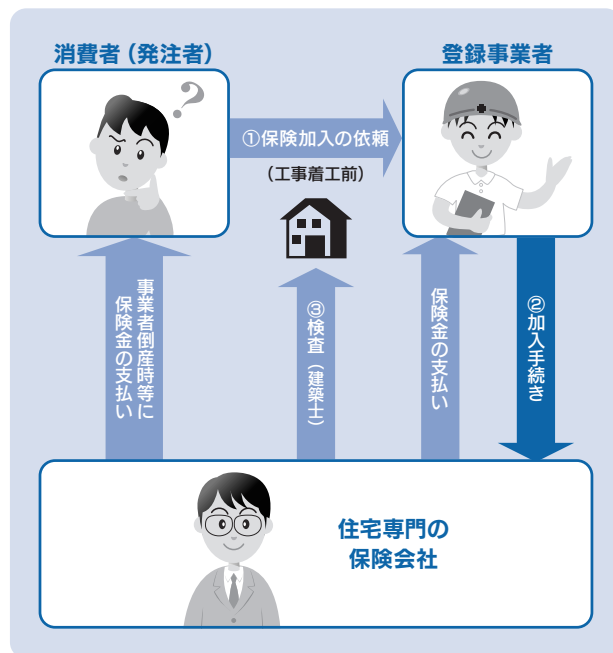 消費者（発注者）
登録事業者
?
①保険加入の依頼
（工事着工前）
事業者倒産時等に
保険金の支払い
③検査（建築士）
保険金の支払い
②加入手続き
住宅専門の
保険会社